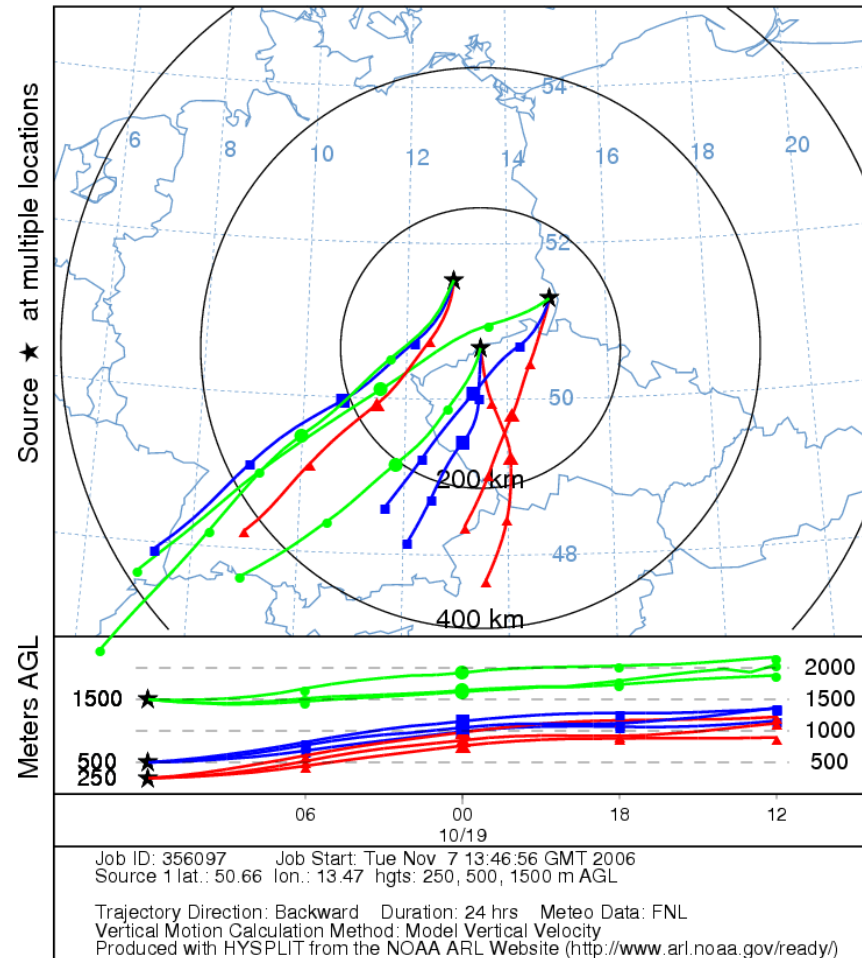 Source ★ at multiple locations
54
6
8
10
12
14
16
18
20
52
50
200 km
48
400 km
Meters AGL
2000
1500
1500
1000
500
500
250
06
00
18
12
10/19
Job ID: 356097 Job Start: Tue Nov 7 13:46:56 GMT 2006
Source 1 lat.: 50.66 lon.: 13.47 hgts: 250, 500, 1500 m AGL
Trajectory Direction: Backward Duration: 24 hrs Meteo Data: FNL
Vertical Motion Calculation Method: Model Vertical Velocity
Produced with HYSPLIT from the NOAA ARL Website (http://www.arl.noaa.gov/ready/)